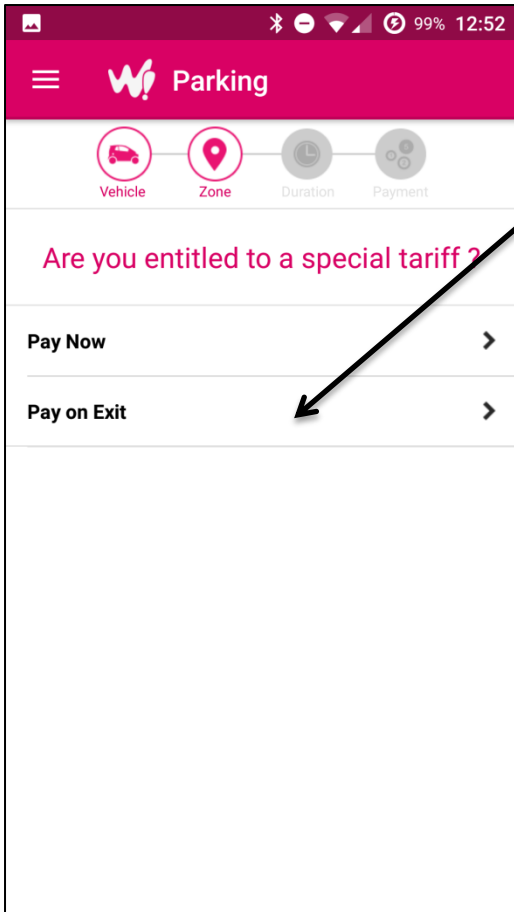 99% 12:52
W! Parking
Vehicle Zone Duration Payment
Are you entitled to a special tariff ?
Pay Now
Pay on Exit